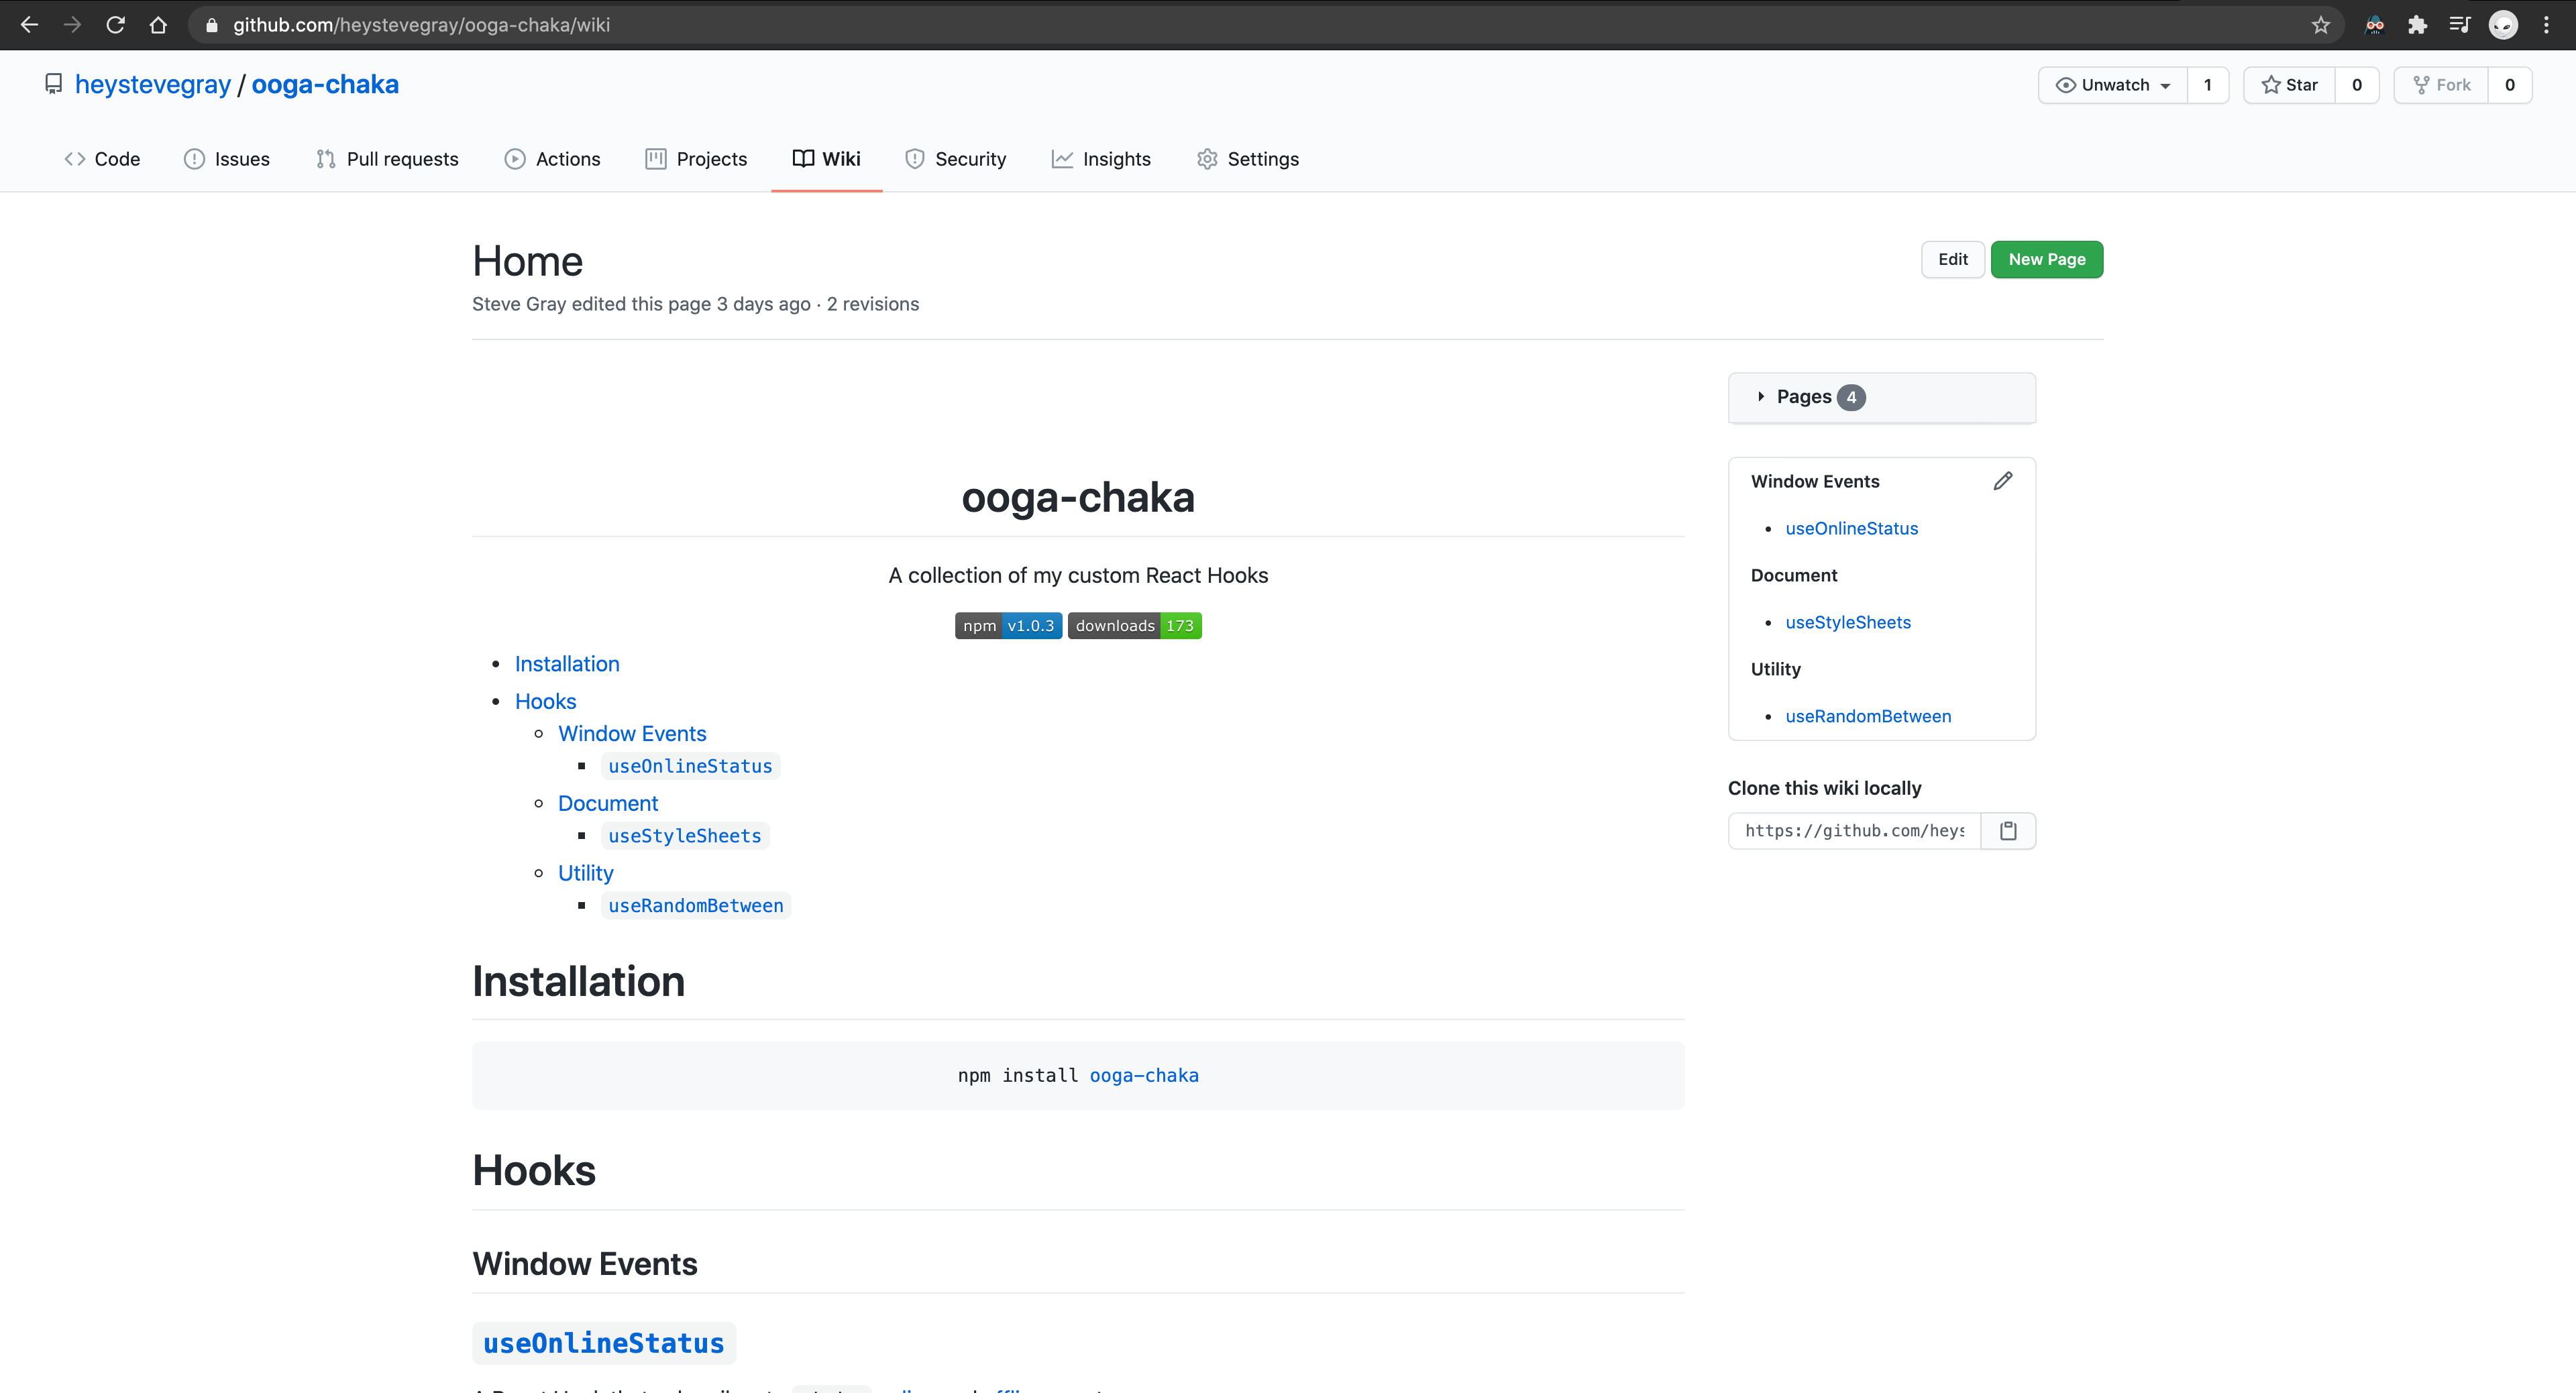 github.com/heystevegray/ooga-chaka/wiki
heystevegray / ooga-chaka
Unwatch 1
Star 0
Fork 0
Code Issues Pull requests Actions Projects Wiki Security Insights Settings
Home
Edit New Page
Steve Gray edited this page 3 days ago · 2 revisions
ooga-chaka
A collection of my custom React Hooks
npm v1.0.3 downloads 173
• Installation
• Hooks
Window Events
useOnlineStatus
Document
useStyleSheets
Utility
useRandomBetween
Installation
npm install ooga-chaka
Hooks
Window Events
useOnlineStatus
Pages 4
Window Events
• useOnlineStatus
Document
• useStyleSheets
Utility
• useRandomBetween
Clone this wiki locally
https://github.com/heys